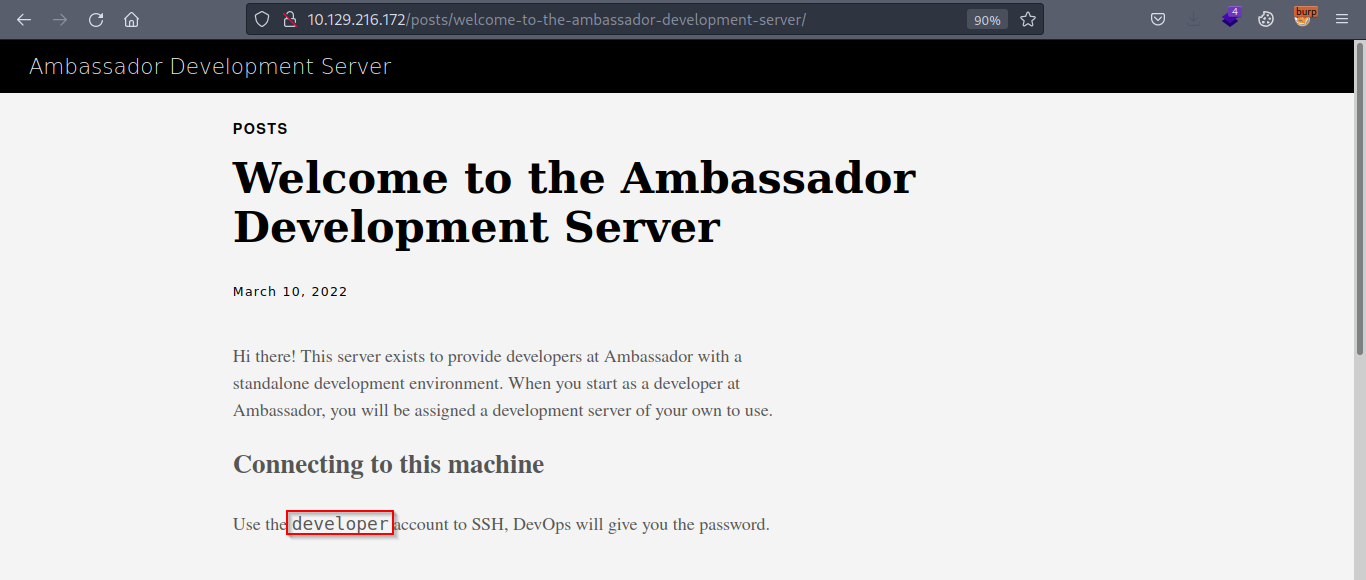 10.129.216.172/posts/welcome-to-the-ambassador-development-server/
90%
4
burp
Ambassador Development Server
POSTS
Welcome to the Ambassador
Development Server
March 10, 2022
Hi there! This server exists to provide developers at Ambassador with a
standalone development environment. When you start as a developer at
Ambassador, you will be assigned a development server of your own to use.
Connecting to this machine
Use the developer account to SSH, DevOps will give you the password.